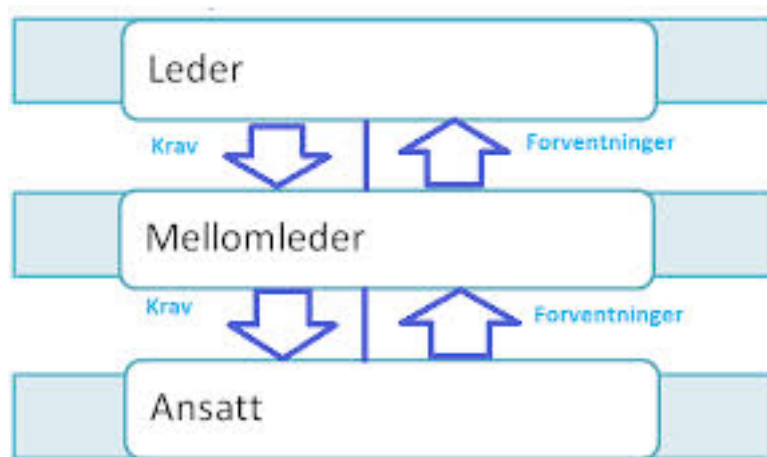 Leder
Krav
Forventninger
Mellomleder
Krav
Forventninger
Ansatt